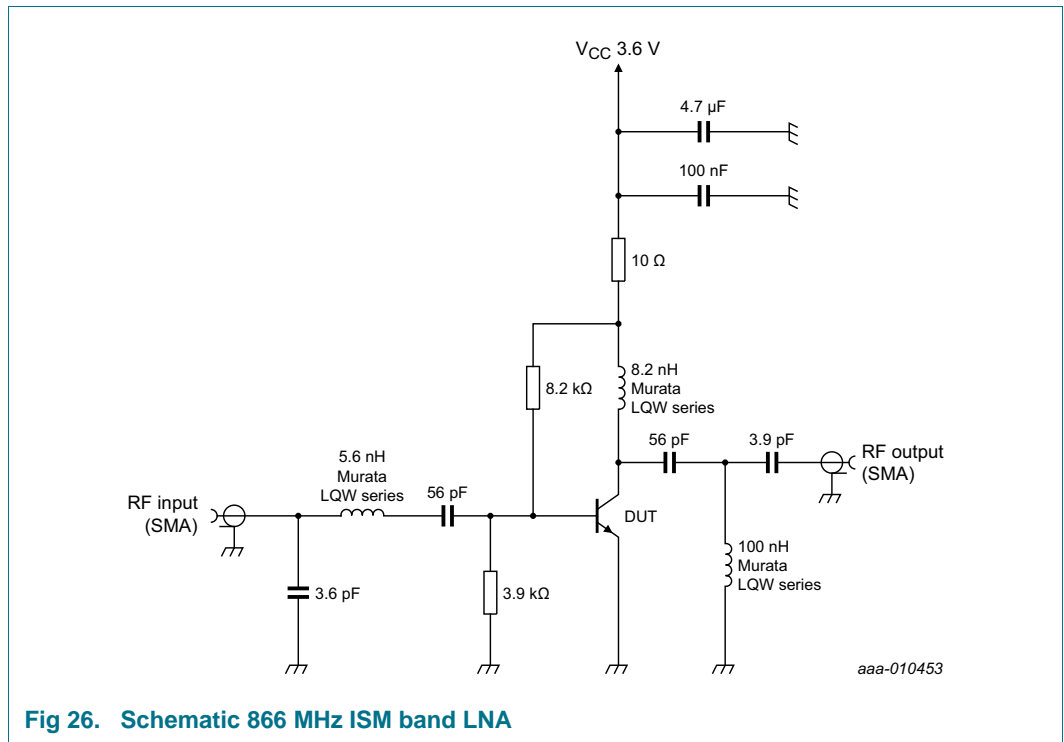 VCC 3.6 V
4.7 µF
100 nF
10 Ω
8.2 kΩ
8.2 nH
Murata
LQW series
56 pF
3.9 pF
RF output
(SMA)
5.6 nH
Murata
LQW series
56 pF
RF input
(SMA)
DUT
100 nH
Murata
LQW series
3.6 pF
3.9 kΩ
aaa-010453
Fig 26. Schematic 866 MHz ISM band LNA